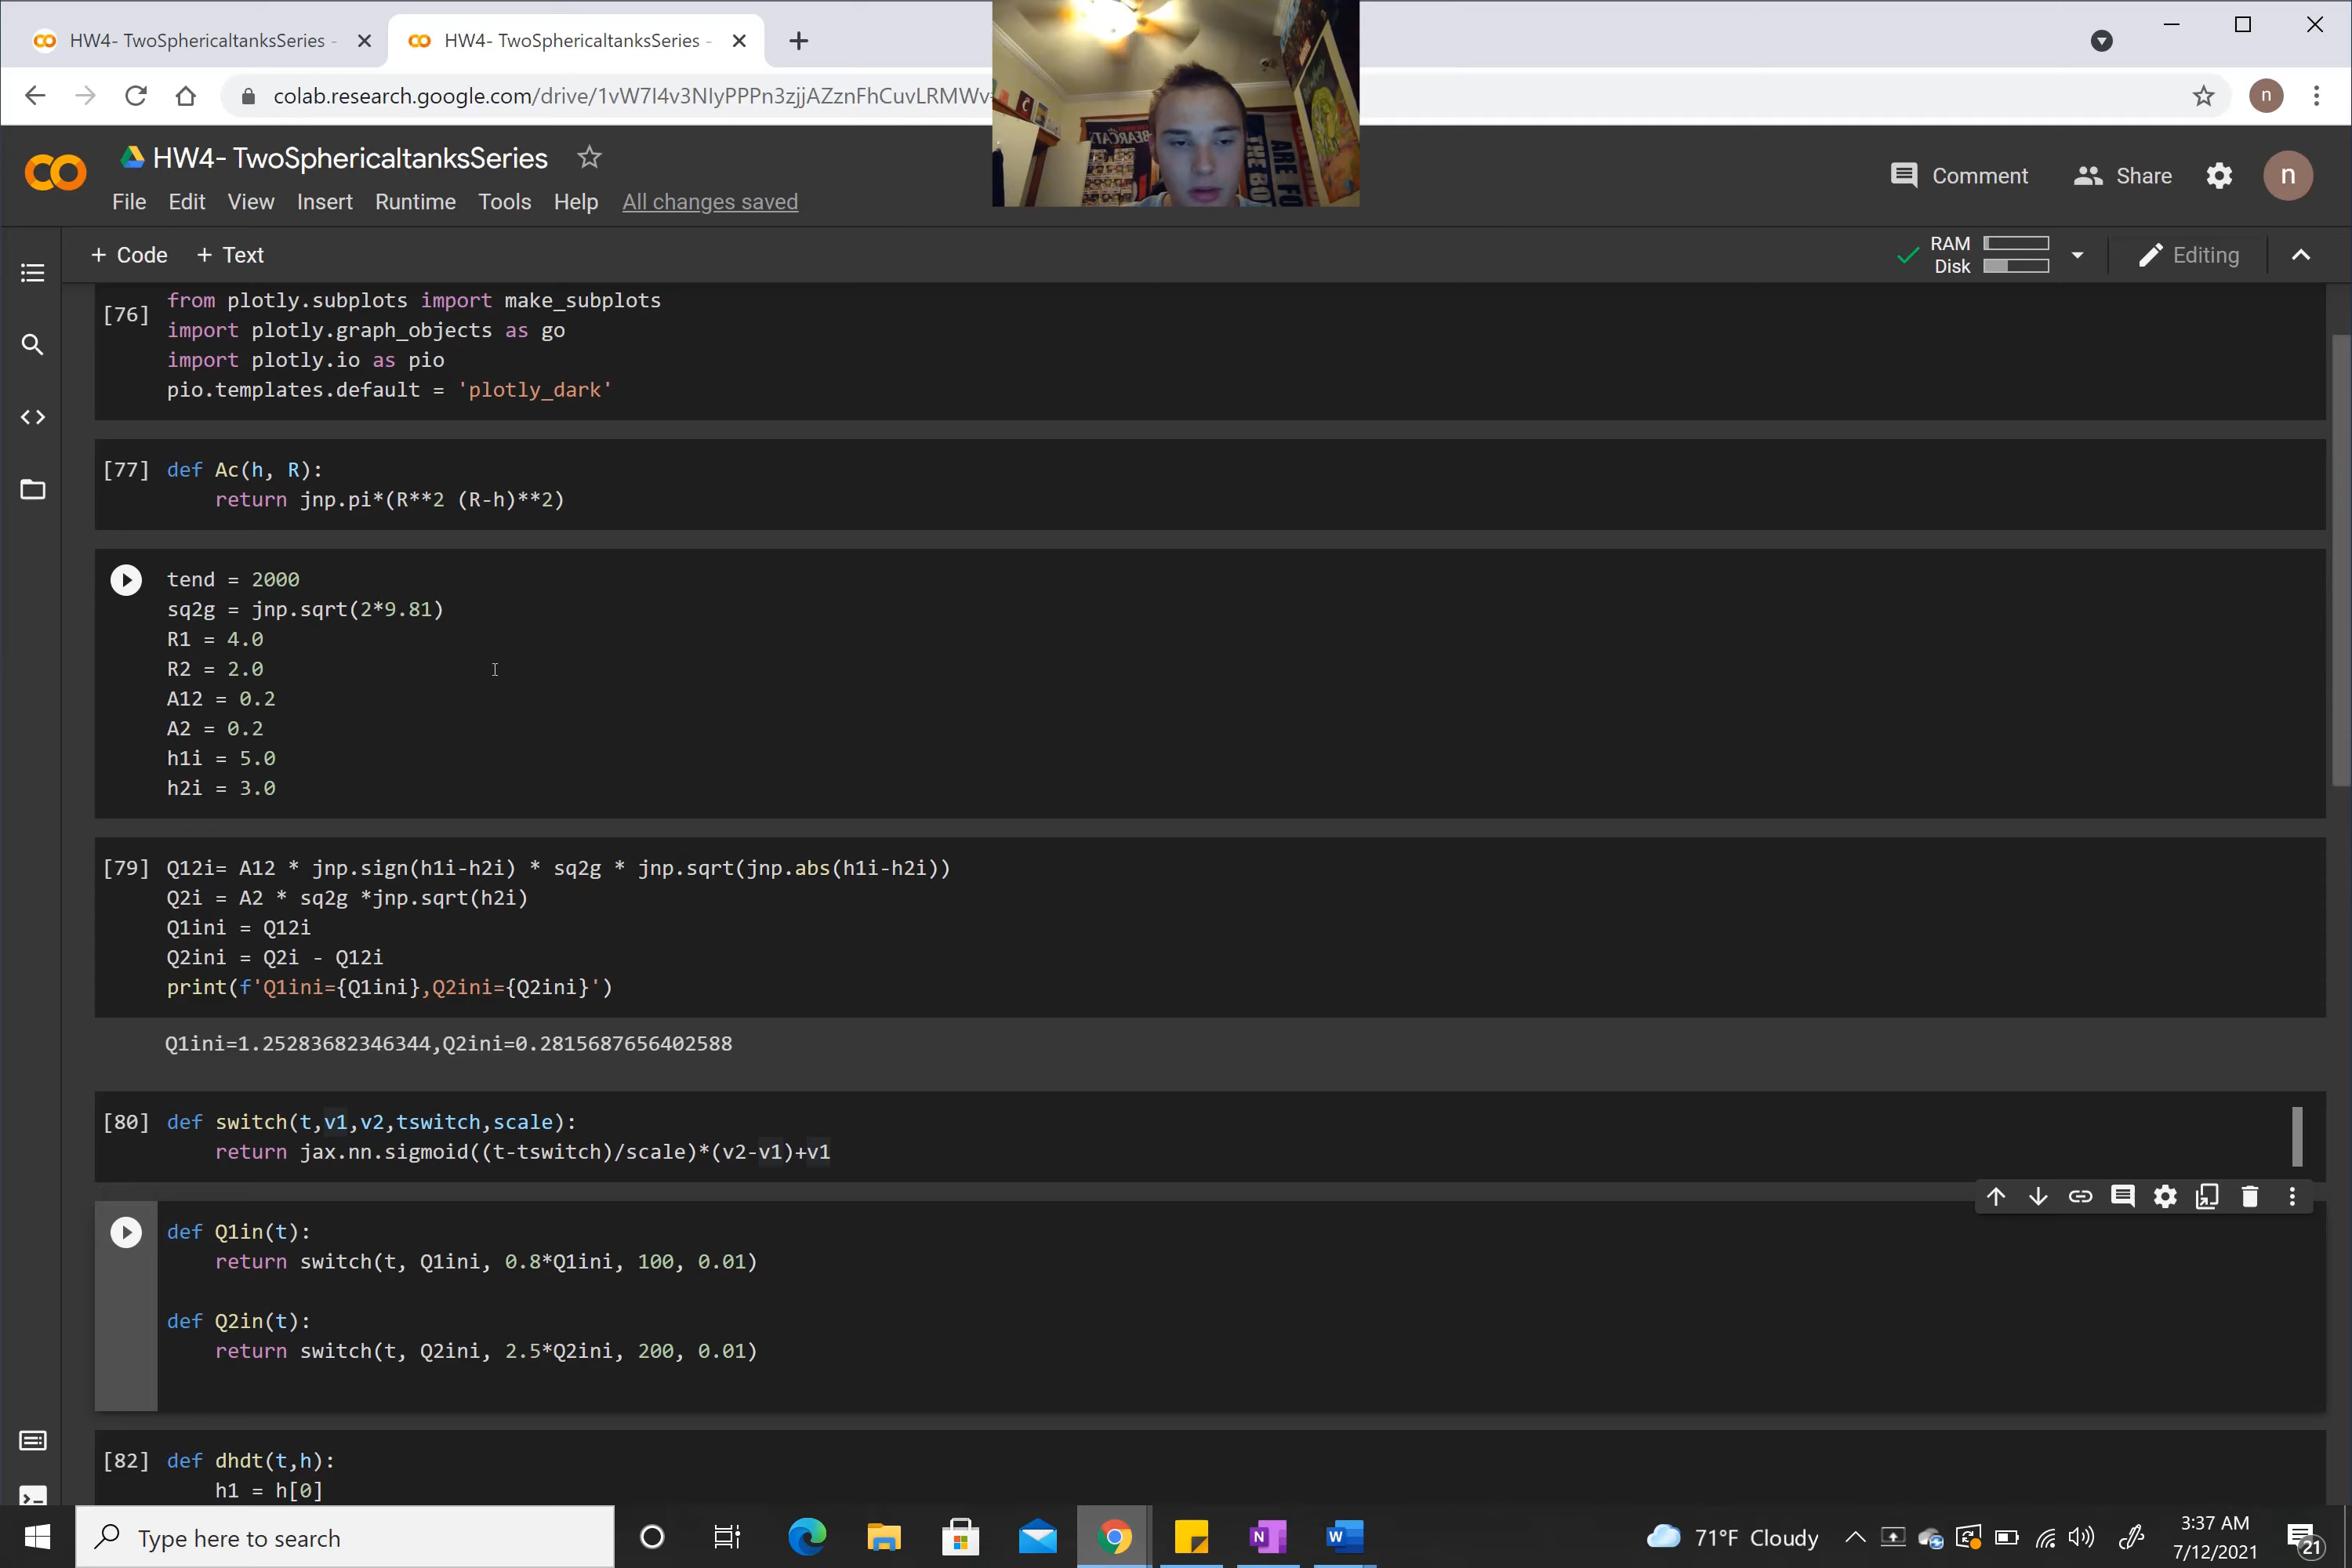 HW4- TwoSphericaltanksSeries -
HW4- TwoSphericaltanksSeries -
colab.research.google.com/drive/1vW7I4v3NIyPPPn3zjjAZznFhCuvLRMWv
n
HW4- TwoSphericaltanksSeries
Comment
Share
n
File Edit View Insert Runtime Tools Help All changes saved
+ Code + Text
RAM
Disk
Editing
[76] from plotly.subplots import make_subplots
import plotly.graph_objects as go
import plotly.io as pio
pio.templates.default = 'plotly_dark'
[77] def Ac(h, R):
return jnp.pi*(R**2 (R-h)**2)
tend = 2000
sq2g = jnp.sqrt(2*9.81)
R1 = 4.0
R2 = 2.0
A12 = 0.2
A2 = 0.2
h1i = 5.0
h2i = 3.0
[79] Q12i= A12 * jnp.sign(h1i-h2i) * sq2g * jnp.sqrt(jnp.abs(h1i-h2i))
Q2i = A2 * sq2g *jnp.sqrt(h2i)
Q1ini = Q12i
Q2ini = Q2i - Q12i
print(f'Q1ini={Q1ini},Q2ini={Q2ini}')
Q1ini=1.25283682346344,Q2ini=0.2815687656402588
[80] def switch(t,v1,v2,tswitch,scale):
return jax.nn.sigmoid((t-tswitch)/scale)*(v2-v1)+v1
def Q1in(t):
return switch(t, Q1ini, 0.8*Q1ini, 100, 0.01)
def Q2in(t):
return switch(t, Q2ini, 2.5*Q2ini, 200, 0.01)
[82] def dhdt(t,h):
h1 = h[0]
Type here to search
71°F Cloudy
3:37 AM
7/12/2021
21